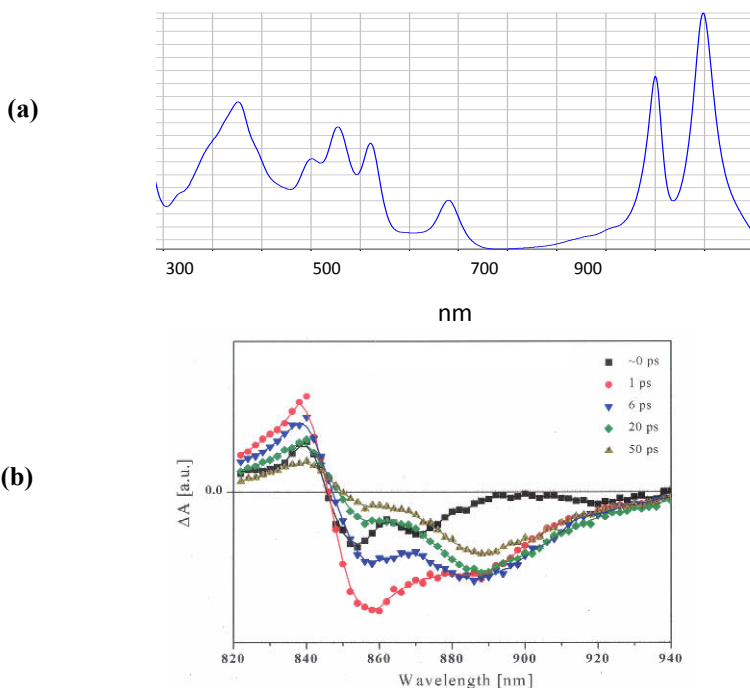 (a)
300 500 700 900
nm
(b)
~0 ps
1 ps
6 ps
20 ps
50 ps
0.0
ΔA [a.u.]
820 840 860 880 900 920 940
Wavelength [nm]